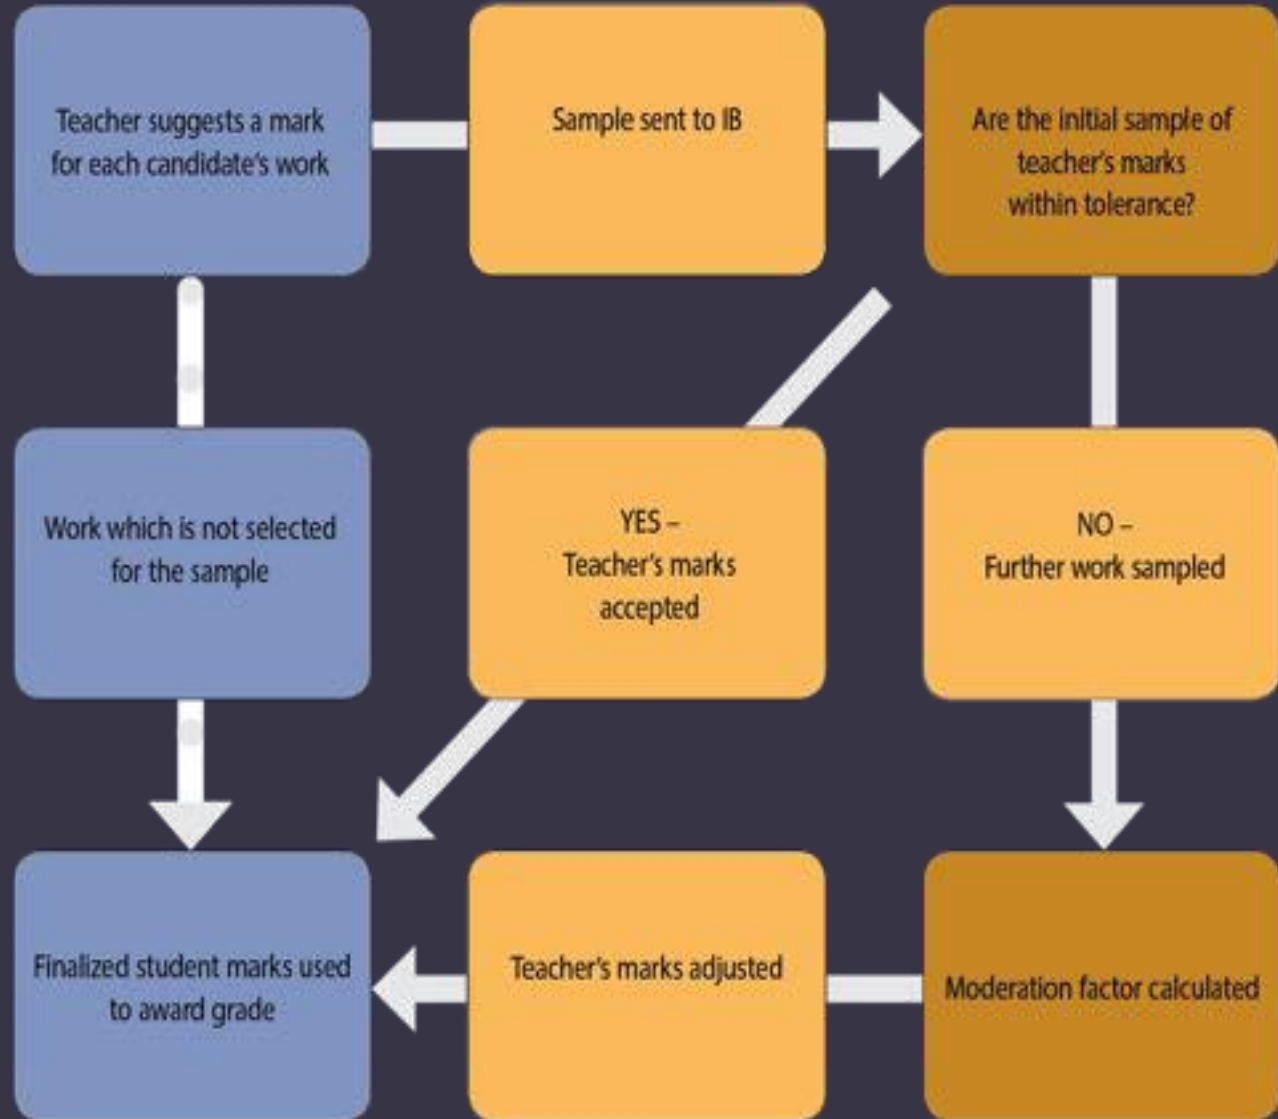 Teacher suggests a mark
for each candidate's work
Sample sent to IB
Are the initial sample of
teacher's marks
within tolerance?
Work which is not selected
for the sample
YES –
Teacher's marks
accepted
NO –
Further work sampled
Finalized student marks used
to award grade
Teacher's marks adjusted
Moderation factor calculated